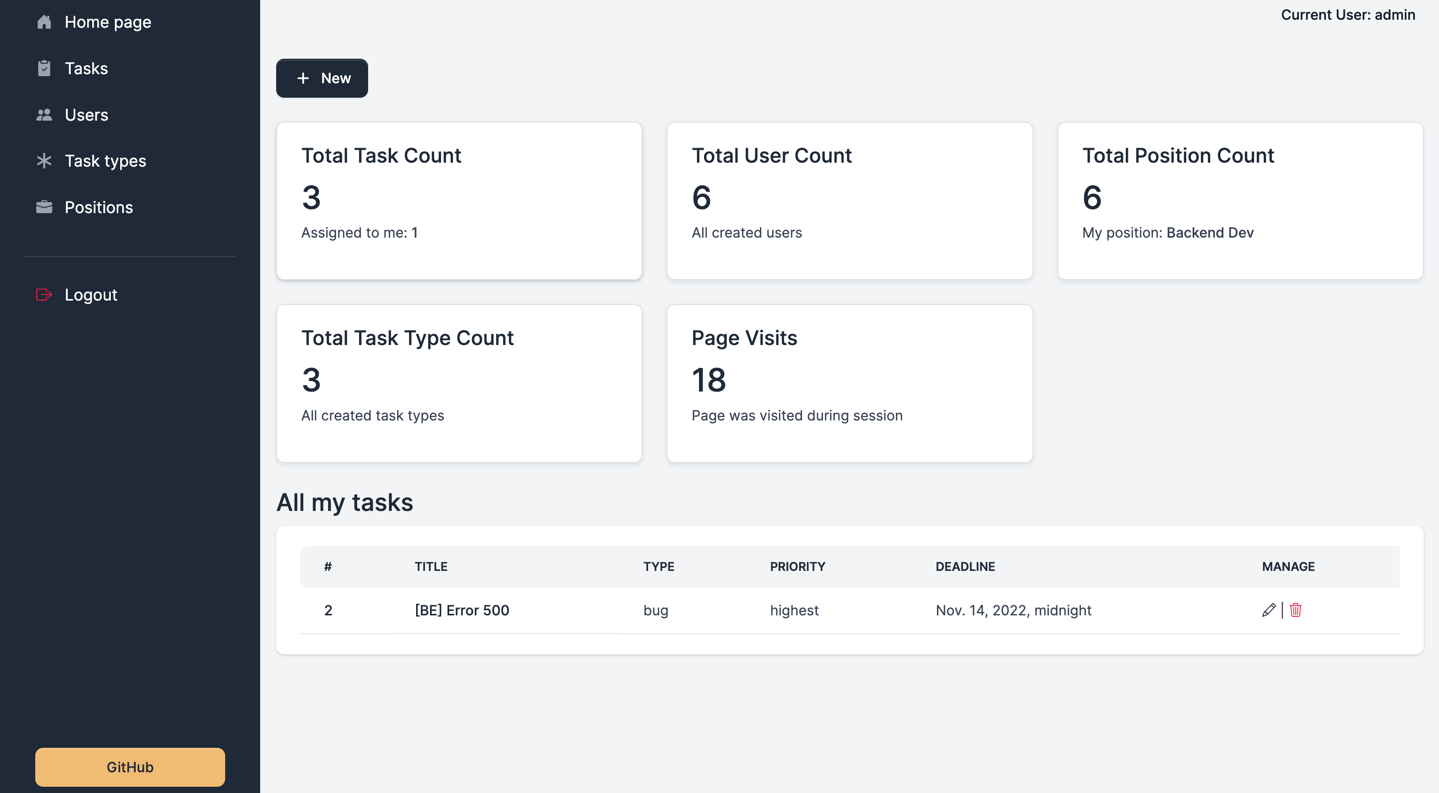 Home page
Tasks
Users
Task types
Positions
Logout
GitHub
Current User: admin
+ New
Total Task Count
3
Assigned to me: 1
Total User Count
6
All created users
Total Position Count
6
My position: Backend Dev
Total Task Type Count
3
All created task types
Page Visits
18
Page was visited during session
All my tasks
# TITLE TYPE PRIORITY DEADLINE MANAGE
2 [BE] Error 500 bug highest Nov. 14, 2022, midnight |